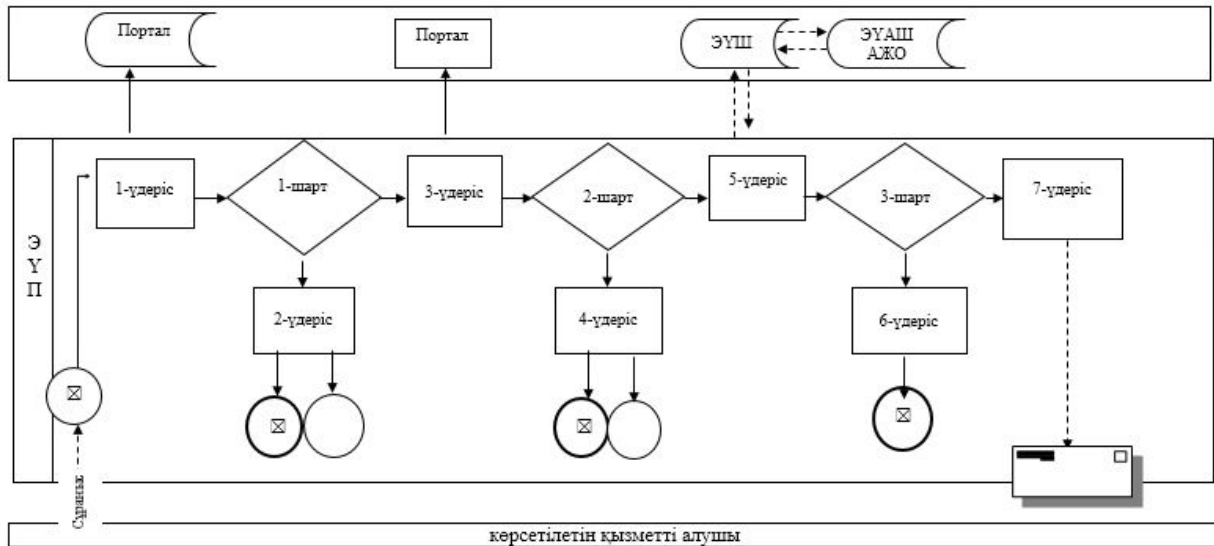 Портал
Портал
ЭҮШ
ЭҮАШ
АЖО
1-үдеріс
1-шарт
3-үдеріс
2-шарт
5-үдеріс
3-шарт
7-үдеріс
Э
Ү
П
2-үдеріс
4-үдеріс
6-үдеріс
Сұраныс
көрсетілетін қызметті алушы